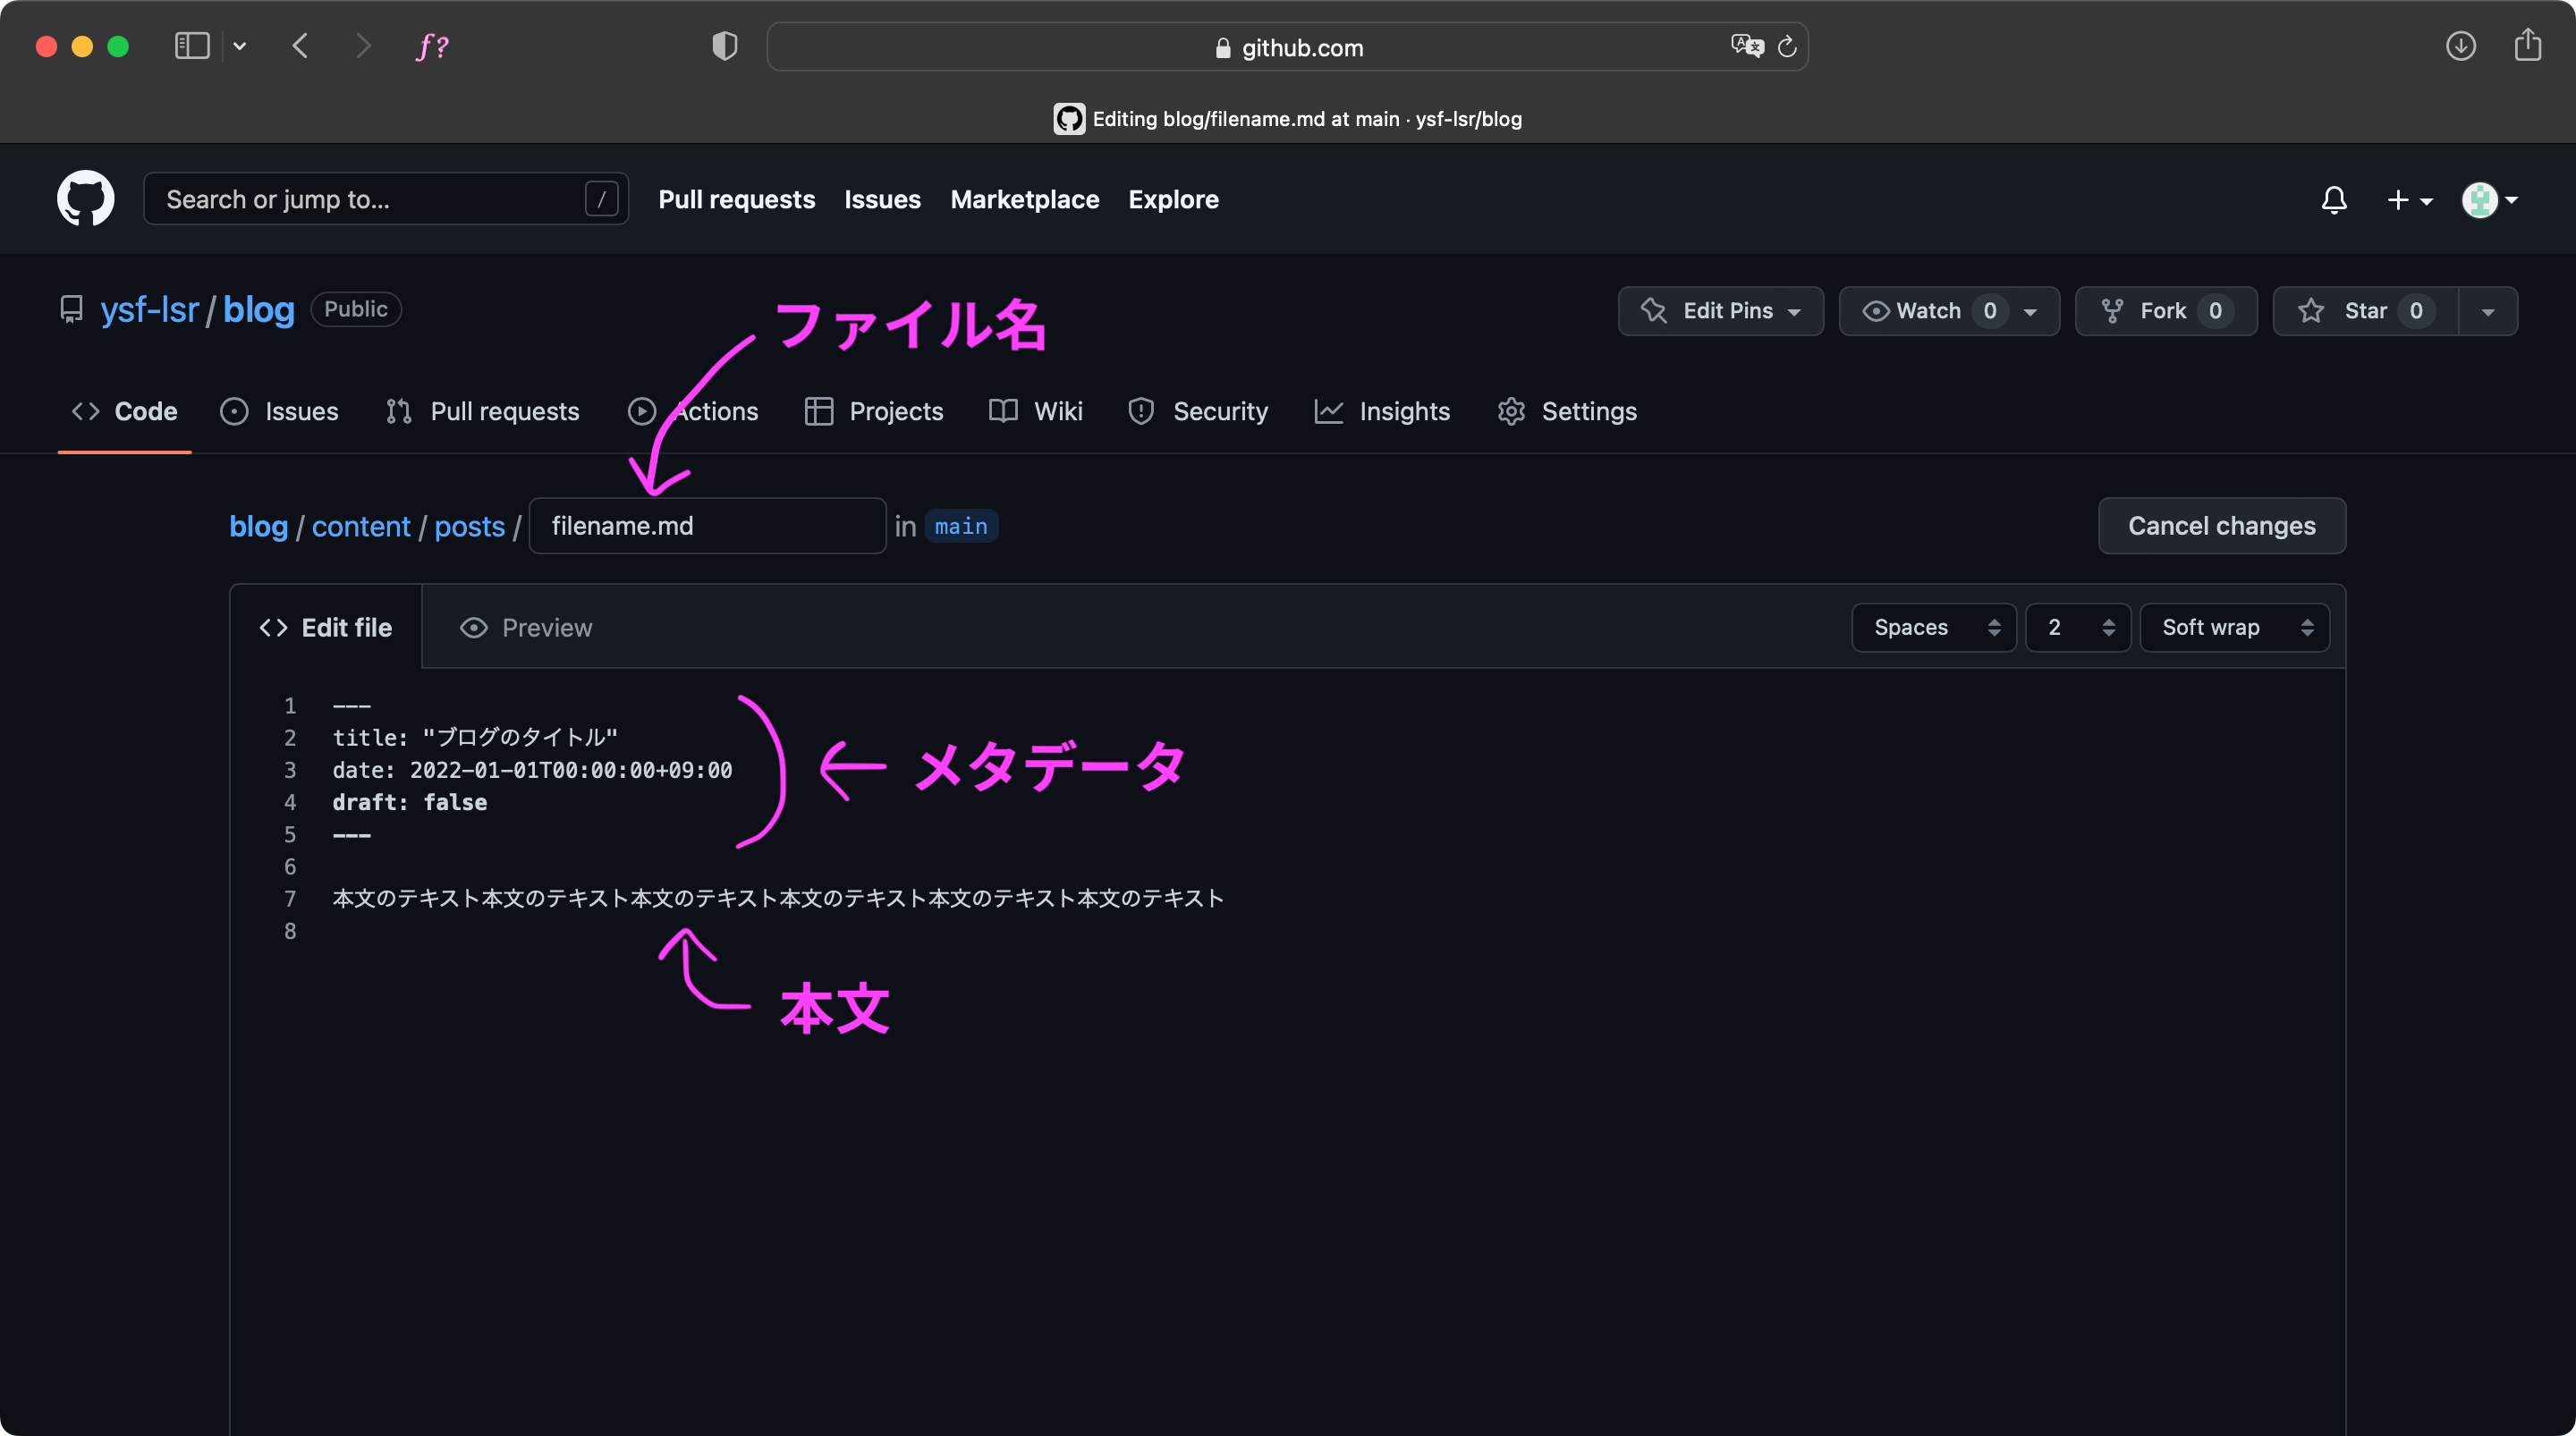 ƒ?
github.com
Editing blog/filename.md at main · ysf-lsr/blog
Search or jump to... /
Pull requests Issues Marketplace Explore
ysf-lsr / blog Public
Edit Pins Watch 0 Fork 0 Star 0
ファイル名
Code Issues Pull requests Actions Projects Wiki Security Insights Settings
blog / content / posts / filename.md in main
Cancel changes
Edit file Preview
Spaces 2 Soft wrap
1 ---
2 title: "ブログのタイトル"
3 date: 2022-01-01T00:00:00+09:00
4 draft: false
5 ---
メタデータ
6
7 本文のテキスト本文のテキスト本文のテキスト本文のテキスト本文のテキスト本文のテキスト
8
本文